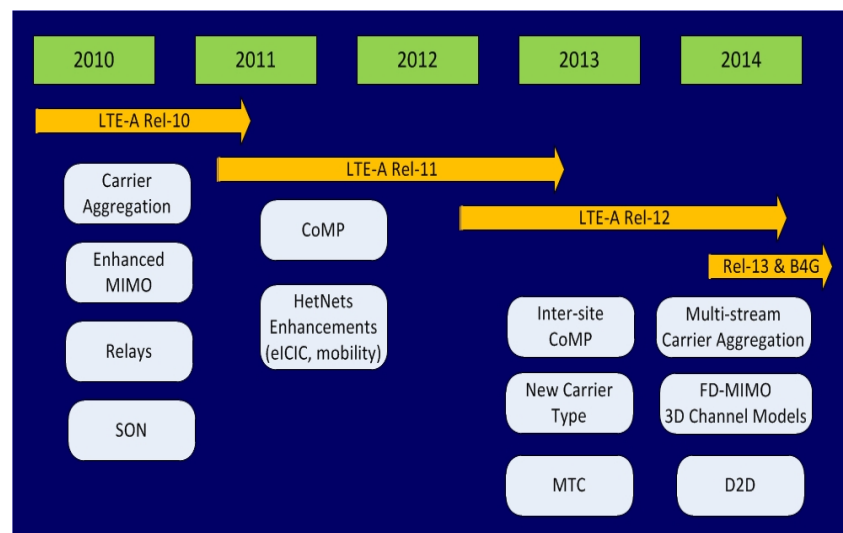 2010
2011
2012
2013
2014
LTE-A Rel-10
LTE-A Rel-11
LTE-A Rel-12
Rel-13 & B4G
Carrier
Aggregation
Enhanced
MIMO
Relays
SON
CoMP
HetNets
Enhancements
(eICIC, mobility)
Inter-site
CoMP
New Carrier
Type
MTC
Multi-stream
Carrier Aggregation
FD-MIMO
3D Channel Models
D2D